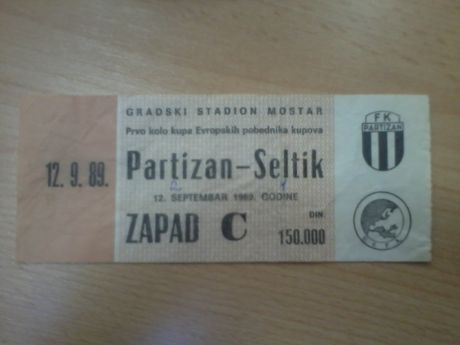 12. 9. 89.
GRADSKI STADION MOSTAR
Prvo kolo kupa Evropskih pobednika kupova
Partizan–Seltik
12. SEPTEMBAR 1989. GODINE
ZAPAD C
DIN
150.000
FK
PARTIZAN
UEFA